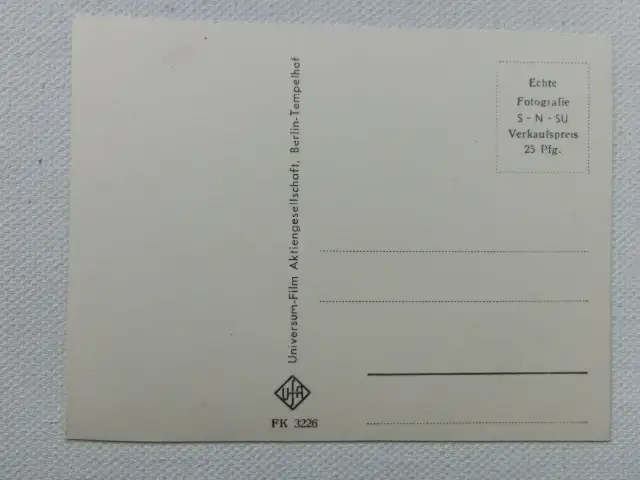 Universum-Film Aktiengesellschaft, Berlin-Tempelhof
UfA
FK 3226
Echte
Fotografie
S - N - SU
Verkaufspreis
25 Pfg.